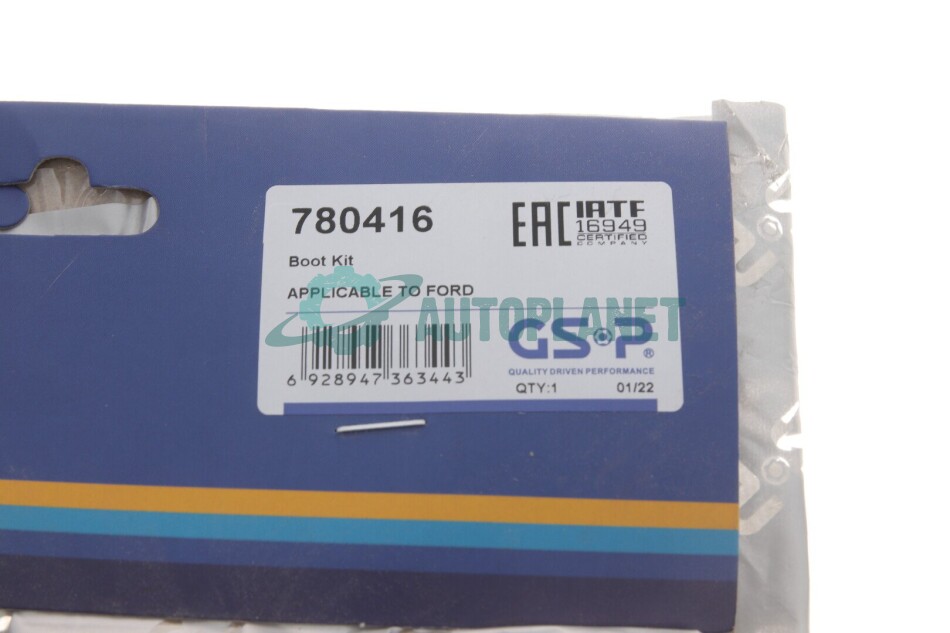 780416
EAC
IATF
16949
CERTIFIED
COMPANY
Boot Kit
APPLICABLE TO FORD
AUTOPLANET
GSP®
QUALITY DRIVEN PERFORMANCE
6 928947 363443
QTY:1 01/22